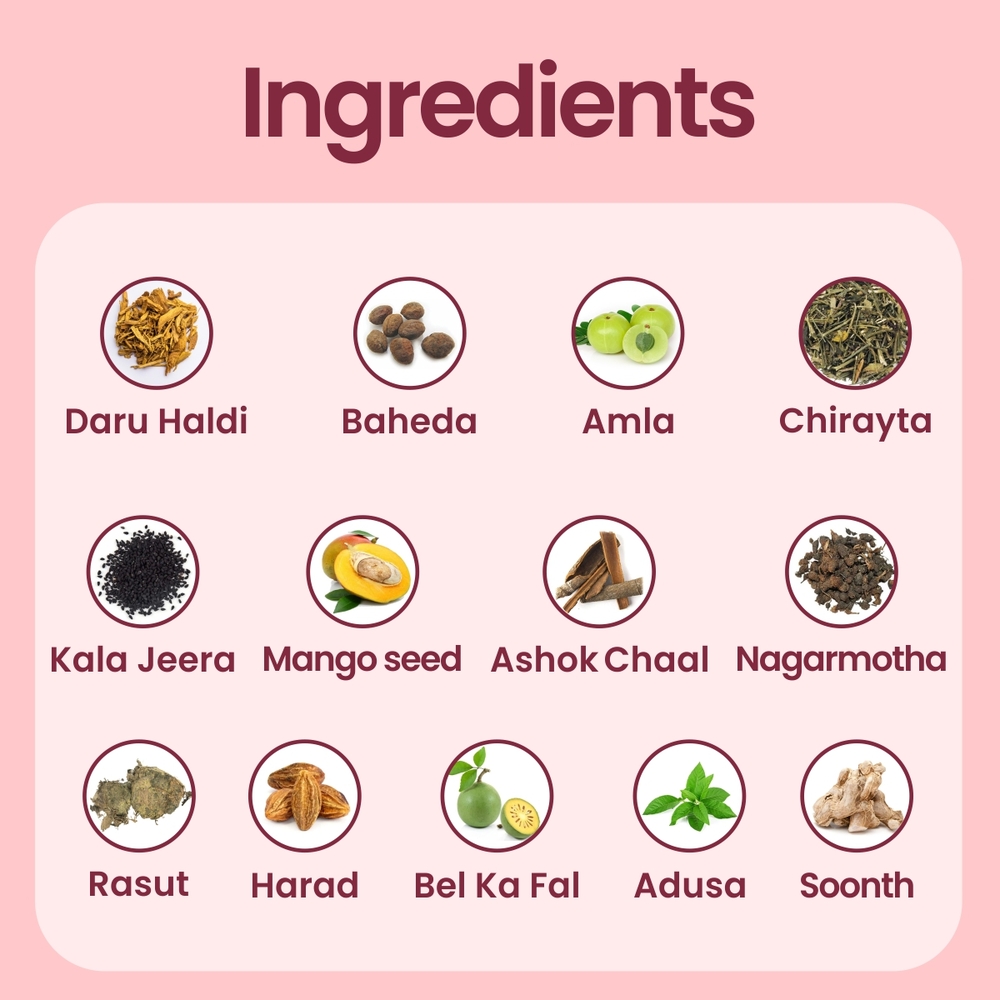 Ingredients
Daru Haldi Baheda Amla Chirayta
Kala Jeera Mango seed Ashok Chaal Nagarmotha
Rasut Harad Bel Ka Fal Adusa Soonth